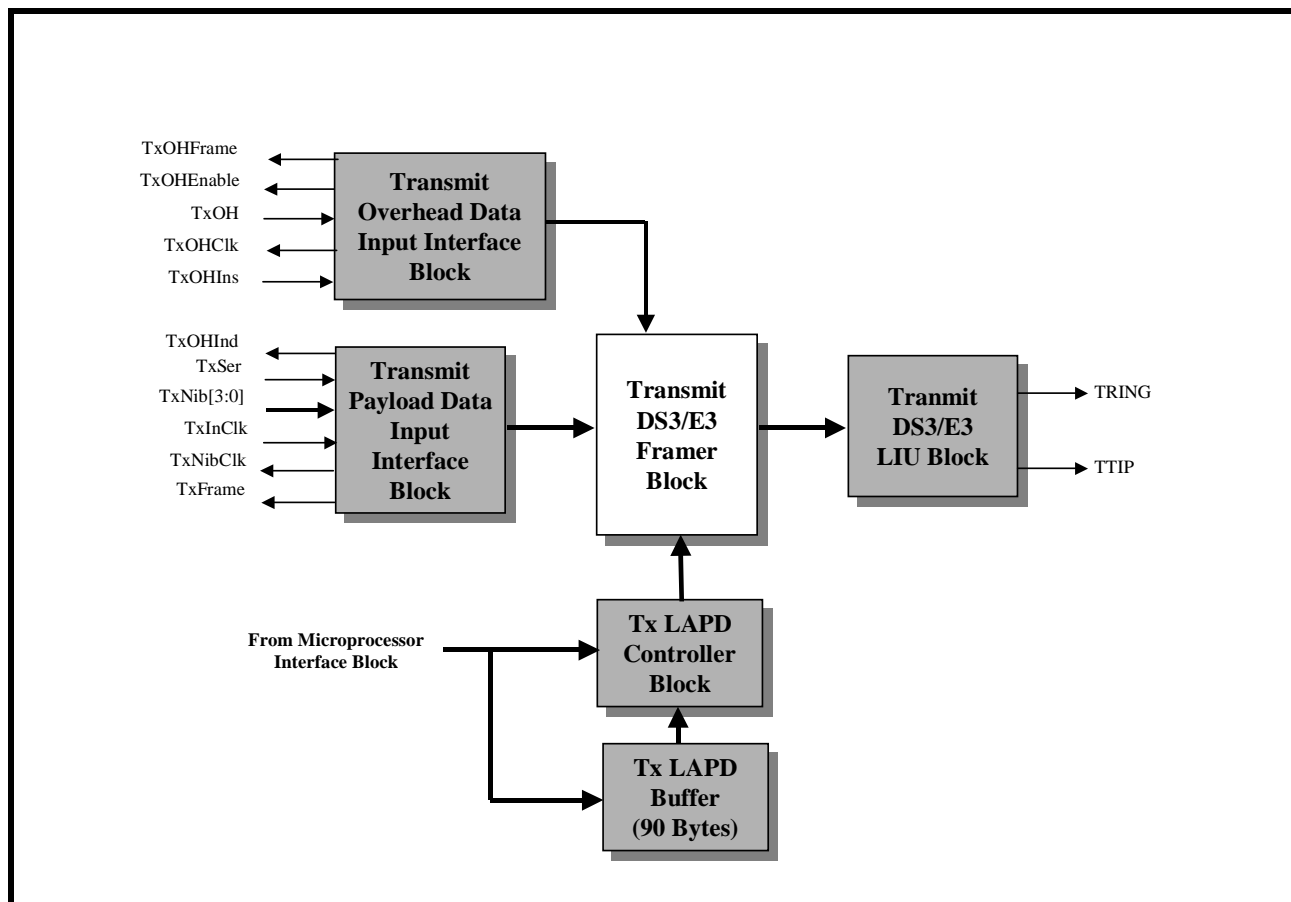 TxOHFrame
TxOHEnable
TxOH
TxOHClk
TxOHIns
Transmit
Overhead Data
Input Interface
Block
TxOHInd
TxSer
TxNib[3:0]
TxInClk
TxNibClk
TxFrame
Transmit
Payload Data
Input
Interface
Block
Transmit
DS3/E3
Framer
Block
Tranmit
DS3/E3
LIU Block
TRING
TTIP
From Microprocessor
Interface Block
Tx LAPD
Controller
Block
Tx LAPD
Buffer
(90 Bytes)